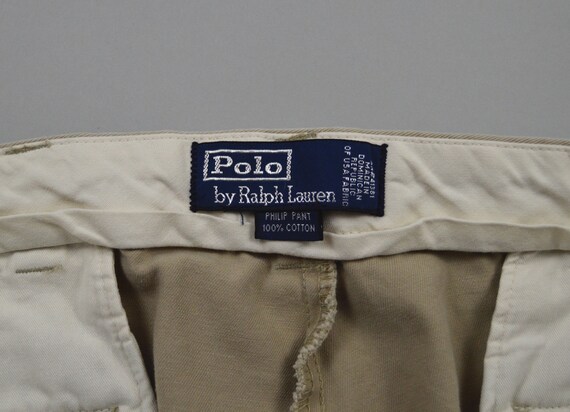 Polo
by Ralph Lauren
MADE IN
DOMINICAN
REPUBLIC
OF USA FABRIC
PHILIP PANT
100% COTTON